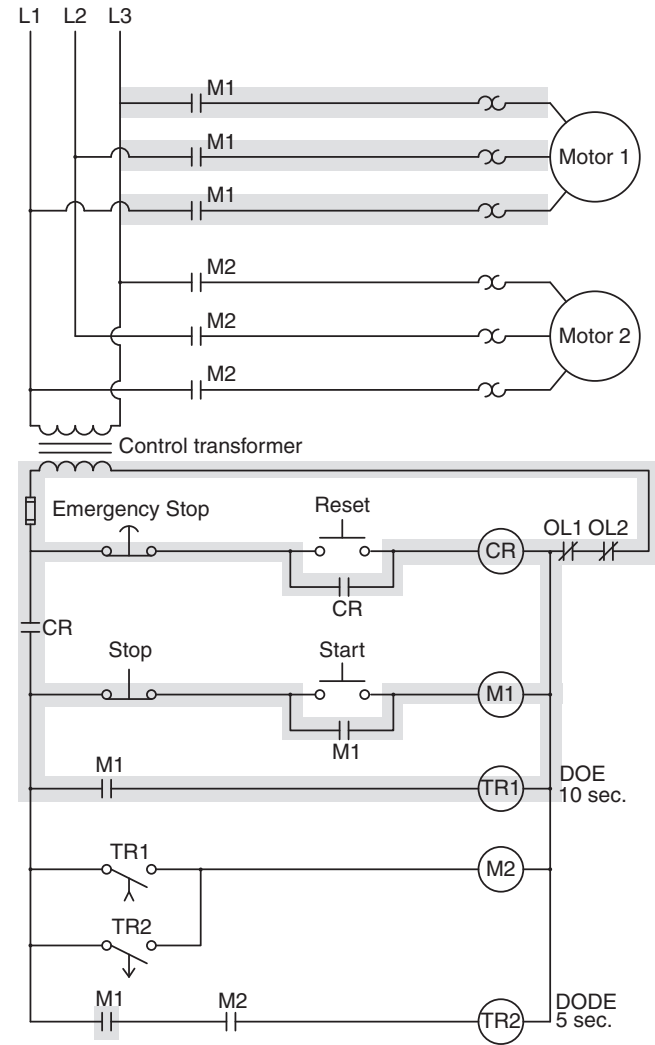 L1 L2 L3
M1
M1
Motor 1
M1
M2
M2
Motor 2
M2
Control transformer
Emergency Stop
Reset
OL1 OL2
CR
CR
CR
Stop
Start
M1
M1
M1
TR1
DOE
10 sec.
TR1
M2
TR2
M1
M2
TR2
DODE
5 sec.